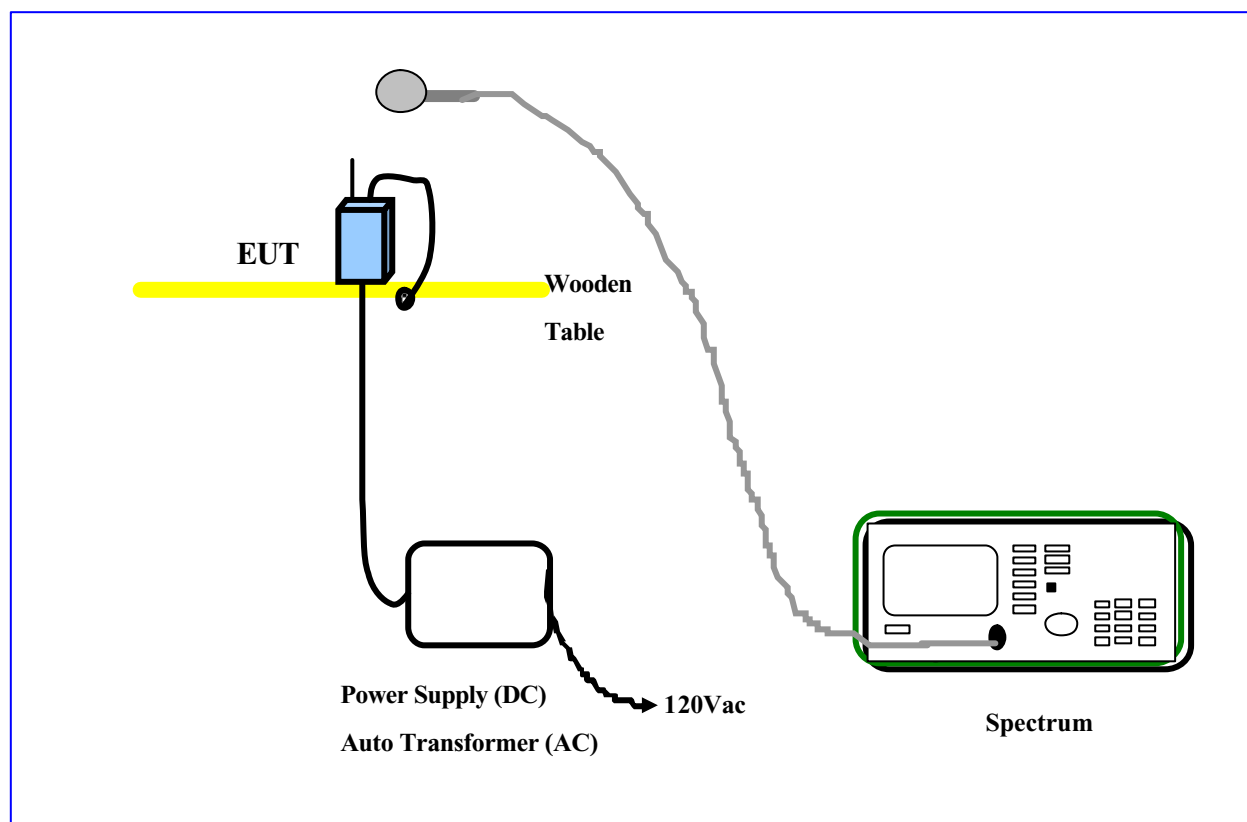 EUT
Wooden
Table
Power Supply (DC)
120Vac
Auto Transformer (AC)
Spectrum